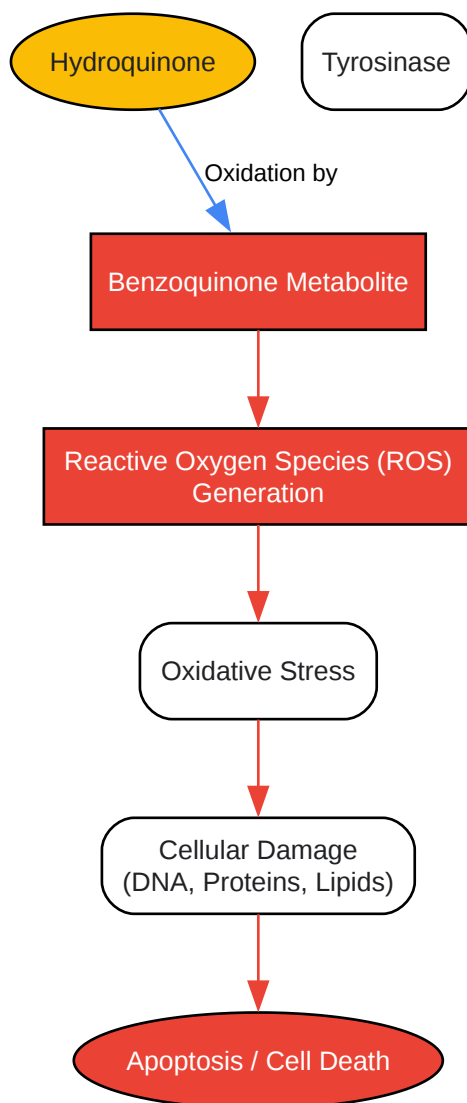 Hydroquinone
Tyrosinase
Oxidation by
Benzoquinone Metabolite
Reactive Oxygen Species (ROS)
Generation
Oxidative Stress
Cellular Damage
(DNA, Proteins, Lipids)
Apoptosis / Cell Death